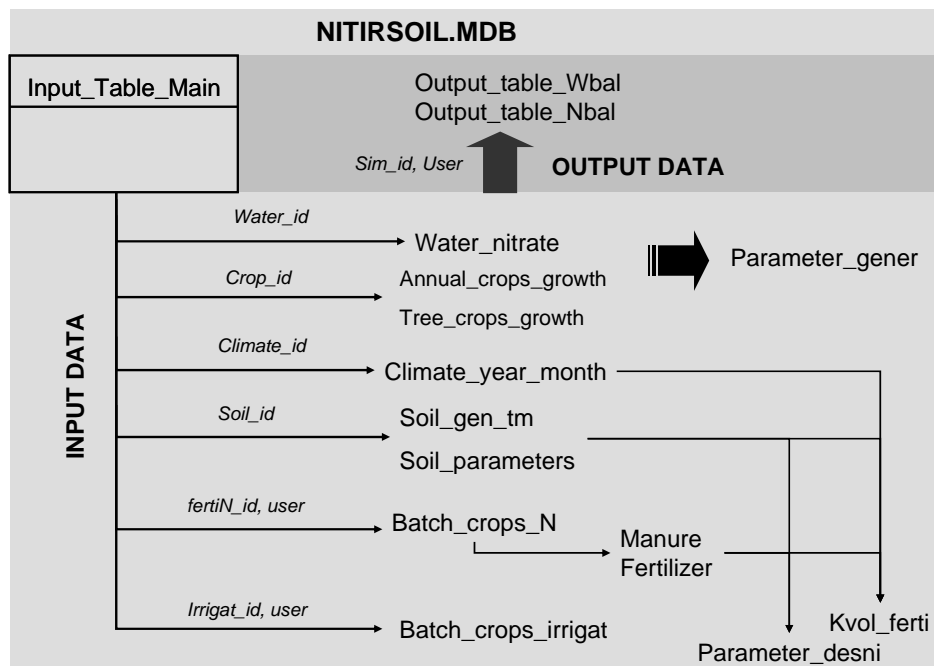 NITIRSOIL.MDB
Input_Table_Main
Output_table_Wbal
Output_table_Nbal
Sim_id, User
OUTPUT DATA
INPUT DATA
Water_id
Water_nitrate
Parameter_gener
Crop_id
Annual_crops_growth
Tree_crops_growth
Climate_id
Climate_year_month
Soil_id
Soil_gen_tm
Soil_parameters
fertiN_id, user
Batch_crops_N
Manure
Fertilizer
Irrigat_id, user
Batch_crops_irrigat
Kvol_ferti
Parameter_desni